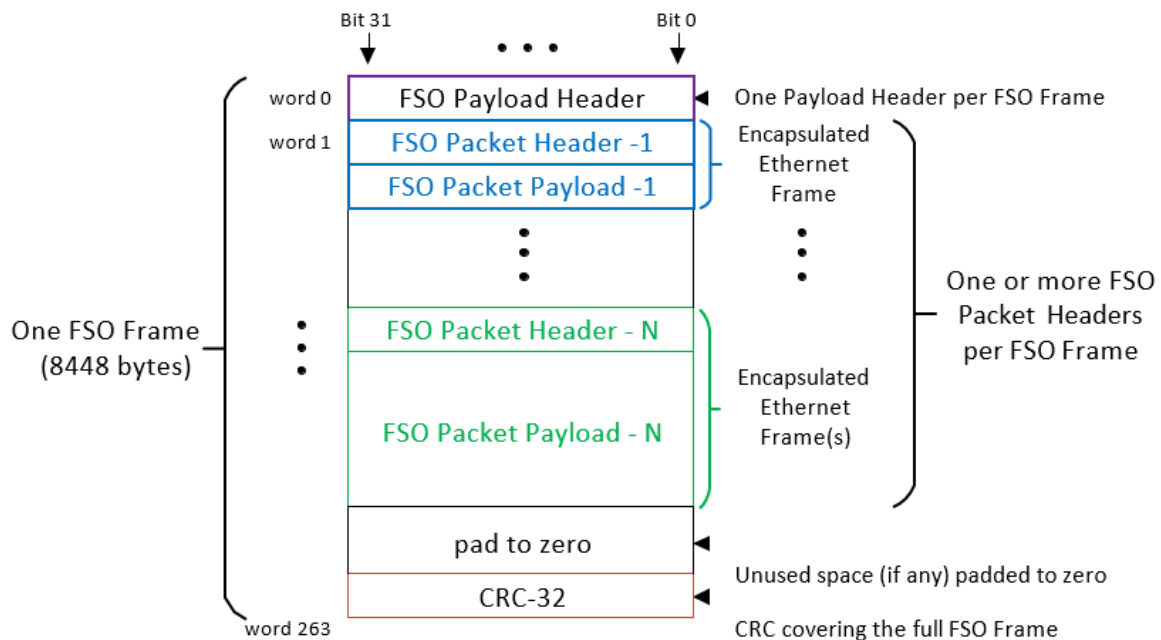 Bit 31
Bit 0
word 0
FSO Payload Header
One Payload Header per FSO Frame
word 1
FSO Packet Header -1
FSO Packet Payload -1
Encapsulated
Ethernet
Frame
One FSO Frame
(8448 bytes)
FSO Packet Header - N
FSO Packet Payload - N
Encapsulated
Ethernet
Frame(s)
One or more FSO
Packet Headers
per FSO Frame
pad to zero
Unused space (if any) padded to zero
CRC-32
word 263
CRC covering the full FSO Frame